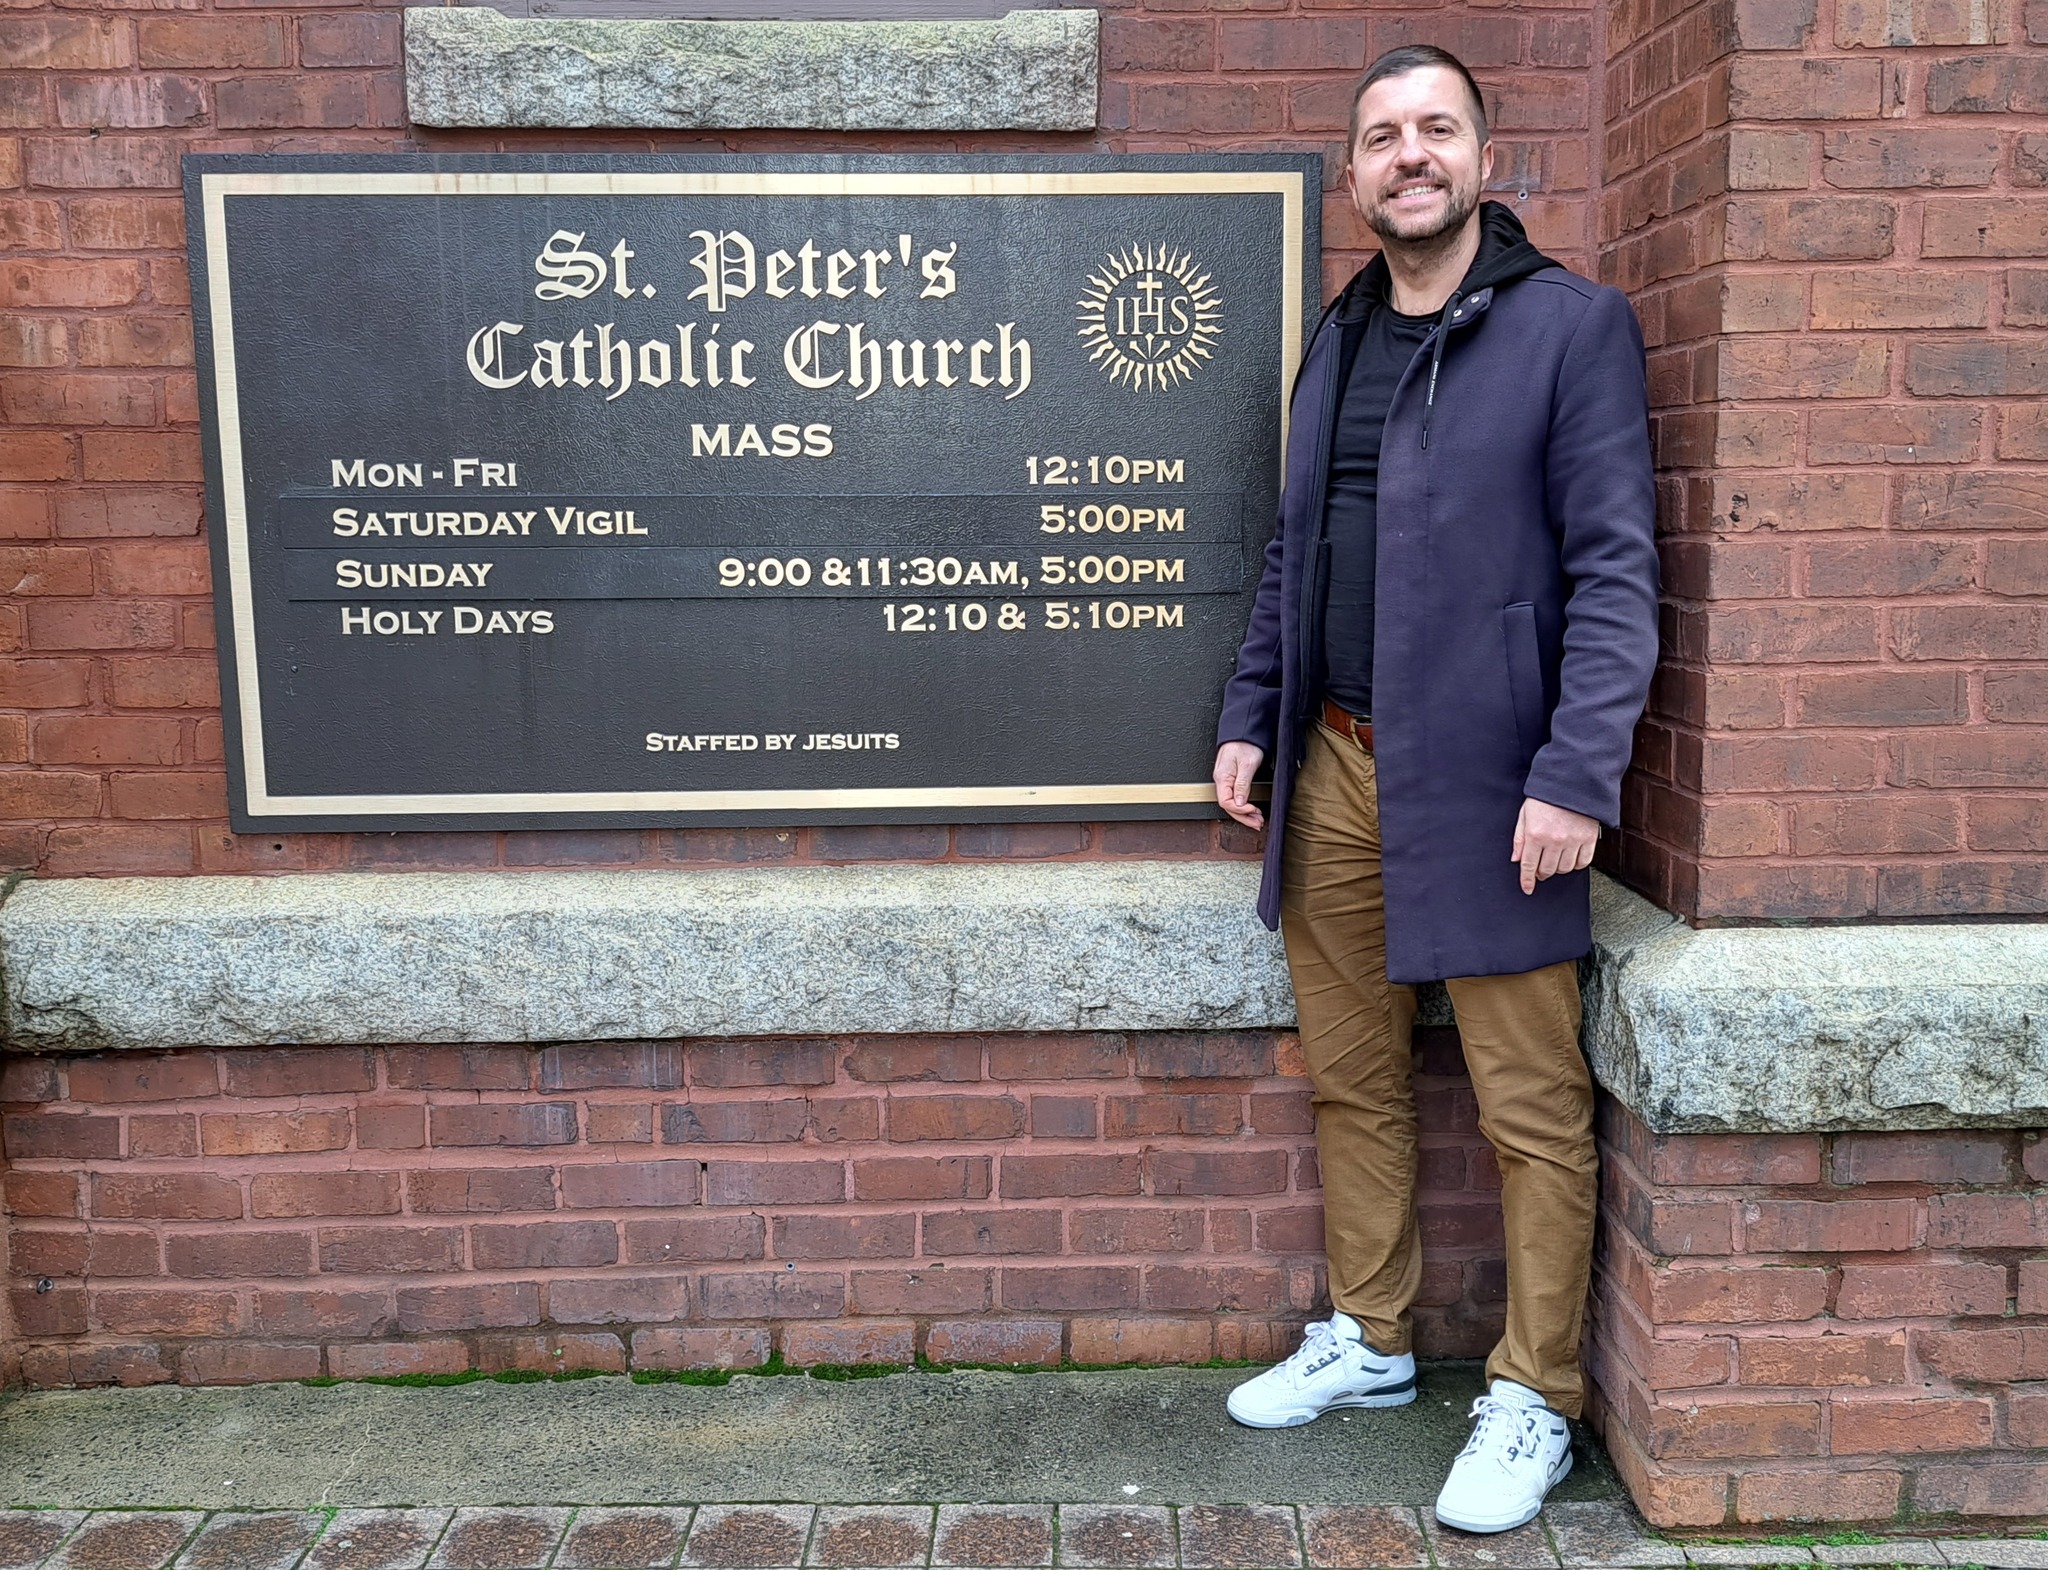 St. Peter's
Catholic Church
IHS
MASS
MON - FRI 12:10PM
SATURDAY VIGIL 5:00PM
SUNDAY 9:00 & 11:30AM, 5:00PM
HOLY DAYS 12:10 & 5:10PM
STAFFED BY JESUITS